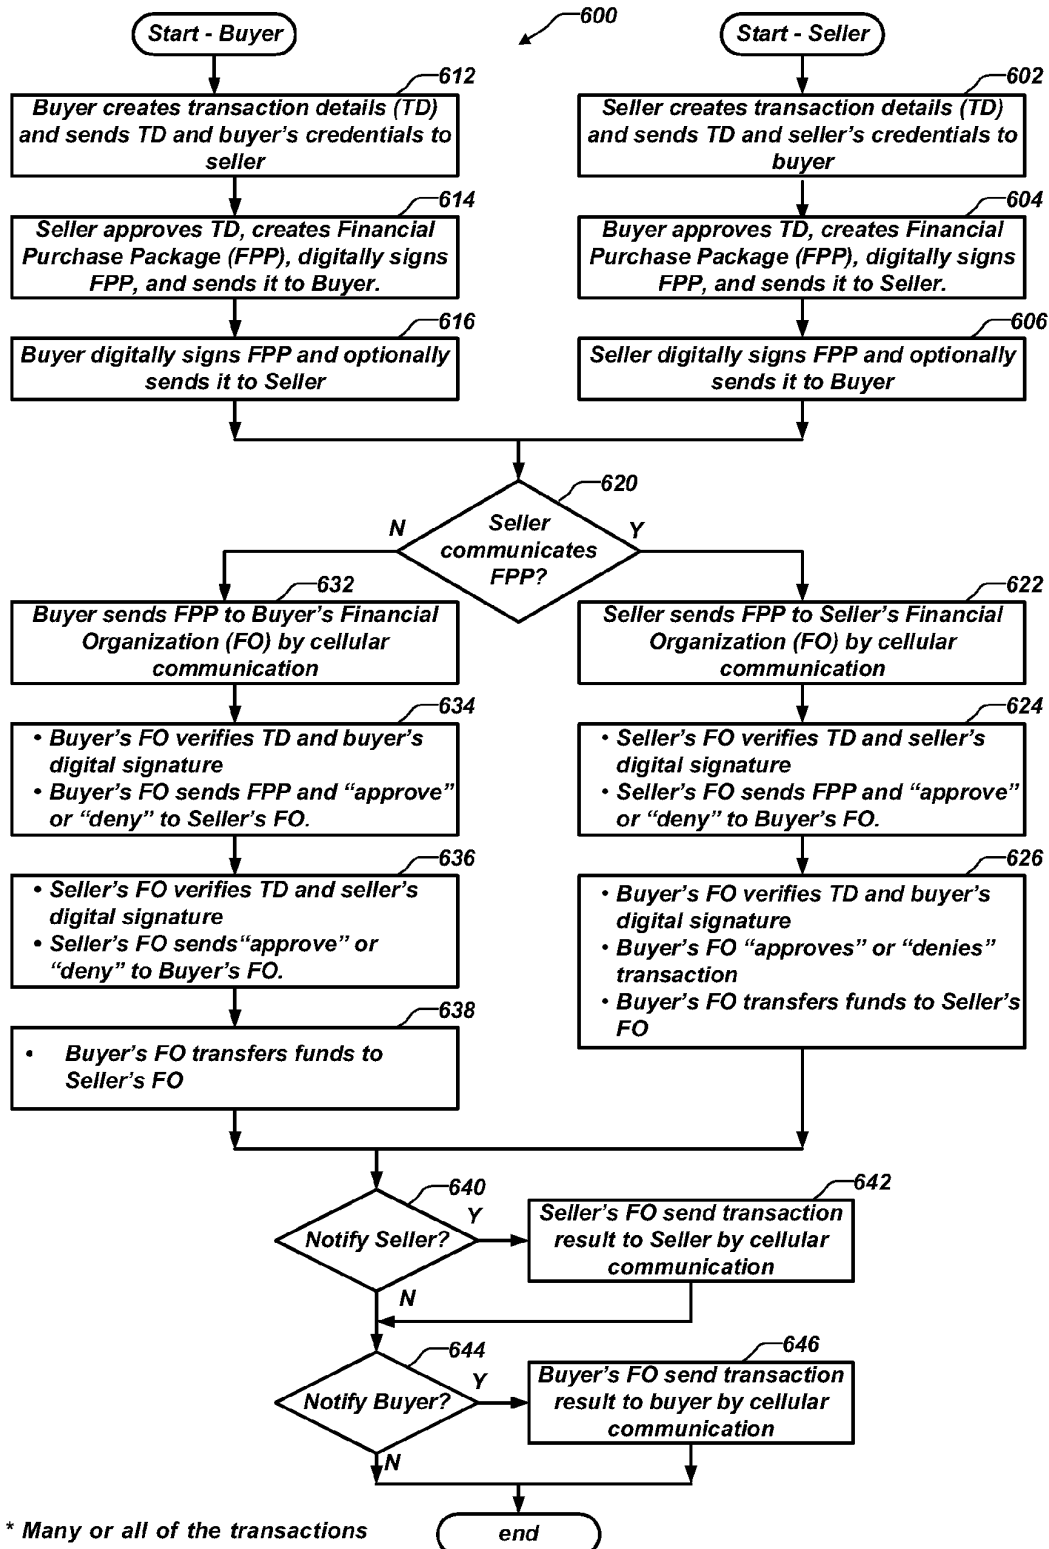 Start - Buyer
600
Start - Seller
612
Buyer creates transaction details (TD)
and sends TD and buyer's credentials to
seller
602
Seller creates transaction details (TD)
and sends TD and seller's credentials to
buyer
614
Seller approves TD, creates Financial
Purchase Package (FPP), digitally signs
FPP, and sends it to Buyer.
604
Buyer approves TD, creates Financial
Purchase Package (FPP), digitally signs
FPP, and sends it to Seller.
616
Buyer digitally signs FPP and optionally
sends it to Seller
606
Seller digitally signs FPP and optionally
sends it to Buyer
620
N
Seller
communicates
FPP?
Y
632
Buyer sends FPP to Buyer's Financial
Organization (FO) by cellular
communication
622
Seller sends FPP to Seller's Financial
Organization (FO) by cellular
communication
634
• Buyer's FO verifies TD and buyer's
digital signature
• Buyer's FO sends FPP and "approve"
or "deny" to Seller's FO.
624
• Seller's FO verifies TD and seller's
digital signature
• Seller's FO sends FPP and "approve"
or "deny" to Buyer's FO.
636
• Seller's FO verifies TD and seller's
digital signature
• Seller's FO sends "approve" or
"deny" to Buyer's FO.
626
• Buyer's FO verifies TD and buyer's
digital signature
• Buyer's FO "approves" or "denies"
transaction
• Buyer's FO transfers funds to Seller's
FO
638
• Buyer's FO transfers funds to
Seller's FO
640
Notify Seller?
Y
N
642
Seller's FO send transaction
result to Seller by cellular
communication
644
Notify Buyer?
Y
N
646
Buyer's FO send transaction
result to buyer by cellular
communication
* Many or all of the transactions
end